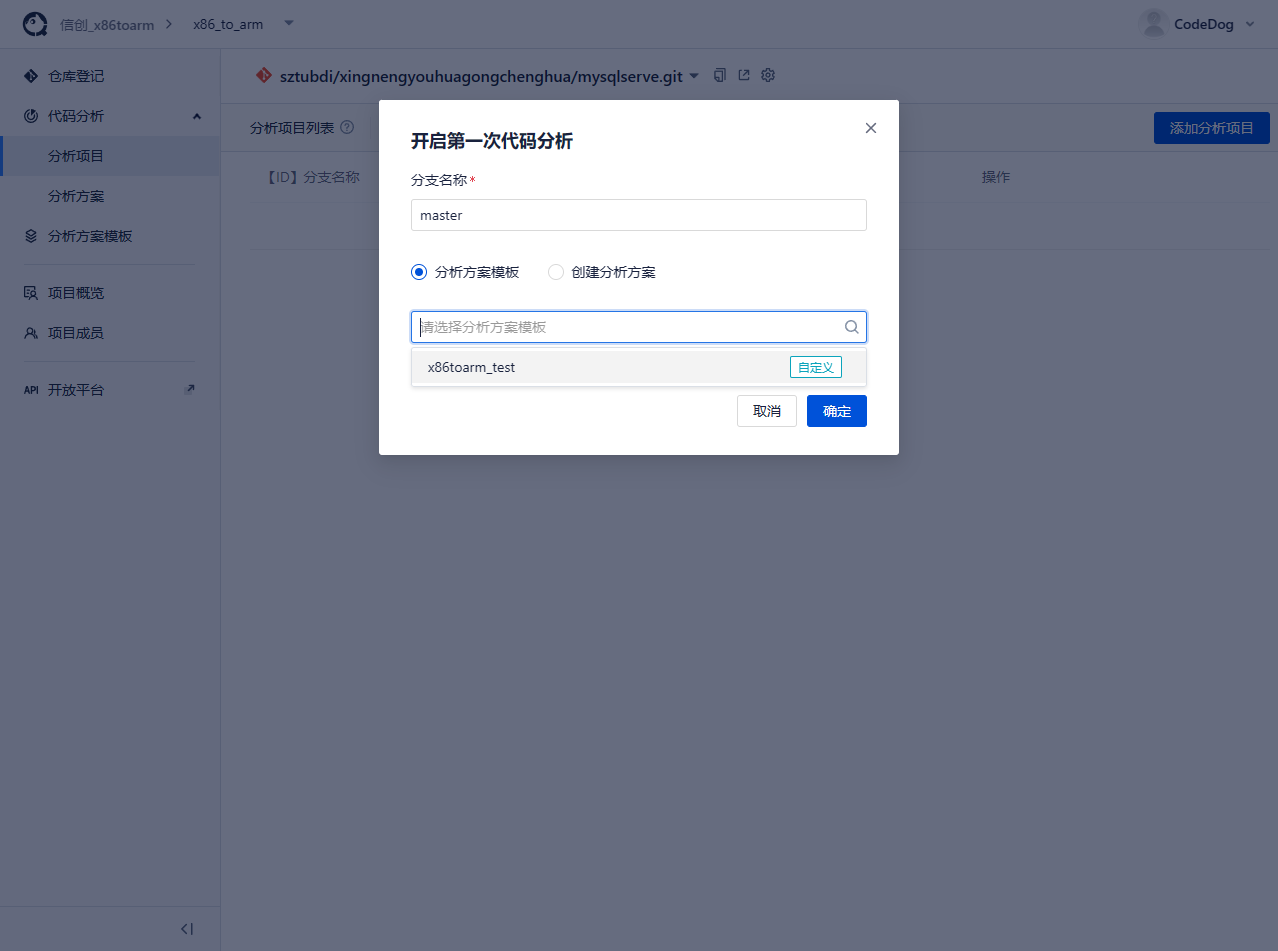 信创_x86toarm > x86_to_arm
CodeDog
仓库登记
代码分析
分析项目
分析方案
分析方案模板
项目概览
项目成员
API 开放平台
sztubdi/xingnengyouhuagongchenghua/mysqlserve.git
分析项目列表
添加分析项目
【ID】分支名称
操作
开启第一次代码分析
分支名称*
master
分析方案模板 创建分析方案
请选择分析方案模板
x86toarm_test 自定义
取消 确定